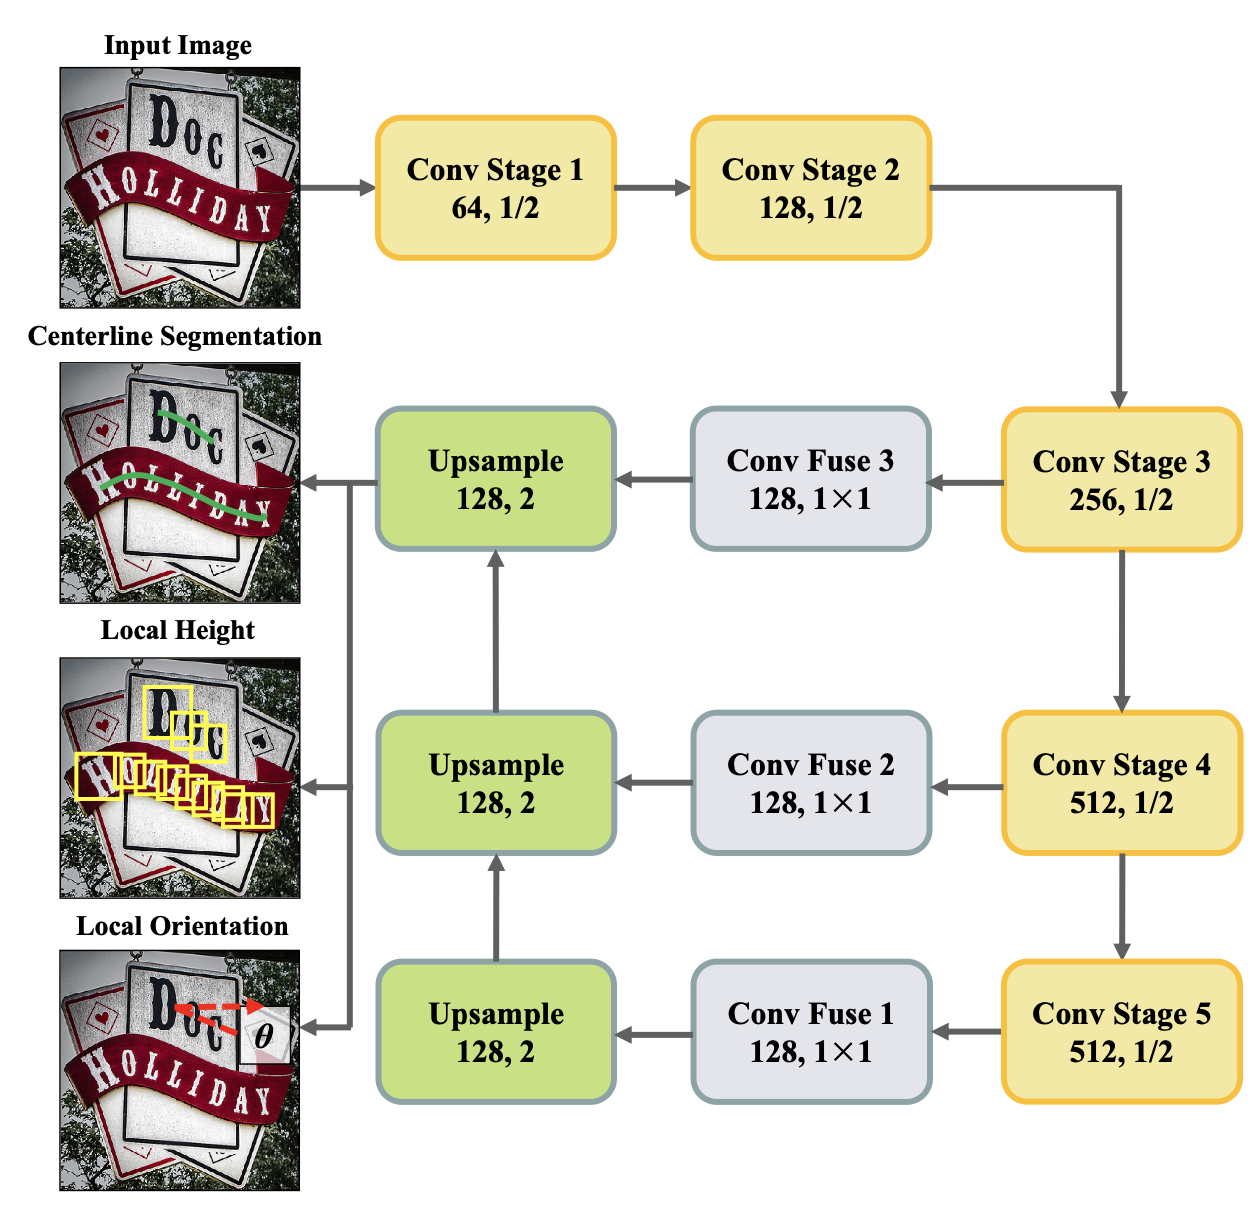 Input Image
DOC
HOLLIDAY
Conv Stage 1
64, 1/2
Conv Stage 2
128, 1/2
Centerline Segmentation
DOC
HOLLIDAY
Upsample
128, 2
Conv Fuse 3
128, 1×1
Conv Stage 3
256, 1/2
Local Height
DOC
HOLLIDAY
Upsample
128, 2
Conv Fuse 2
128, 1×1
Conv Stage 4
512, 1/2
Local Orientation
DOC
θ
HOLLIDAY
Upsample
128, 2
Conv Fuse 1
128, 1×1
Conv Stage 5
512, 1/2